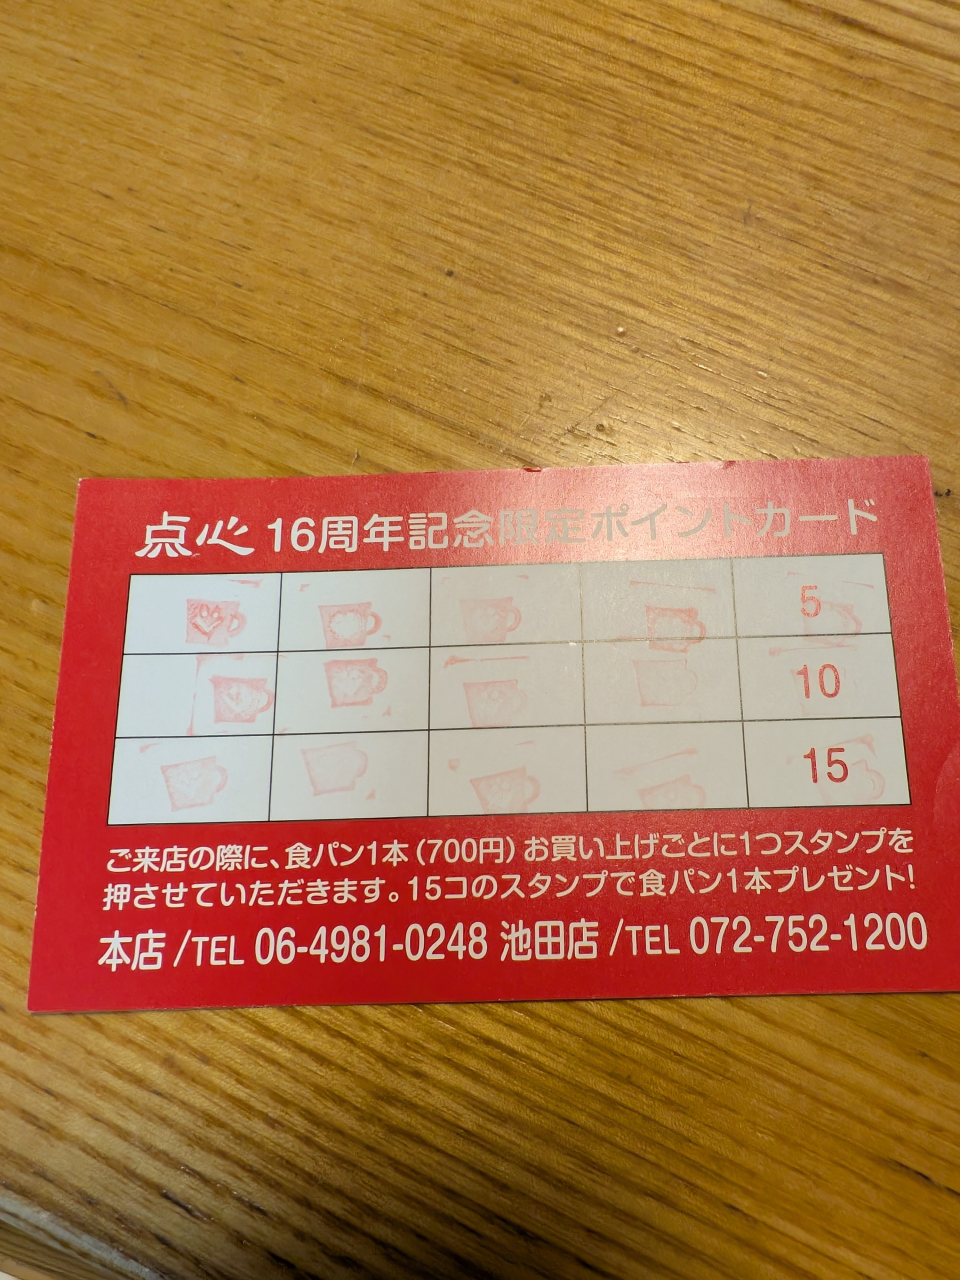 点心 16周年記念限定ポイントカード
5
10
15
ご来店の際に、食パン1本(700円)お買い上げごとに1つスタンプを
押させていただきます。15コのスタンプで食パン1本プレゼント!
本店/TEL 06-4981-0248 池田店/TEL 072-752-1200